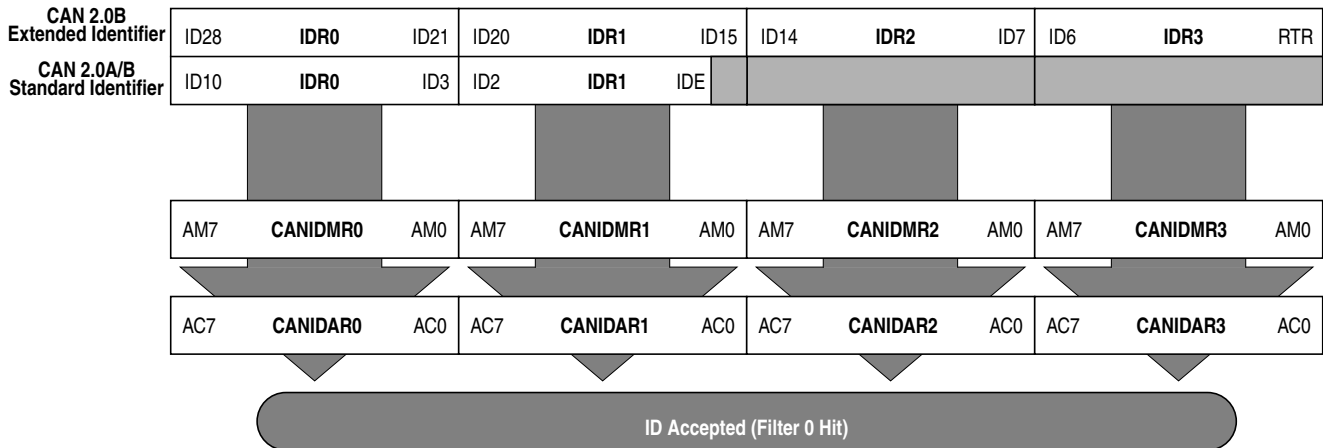 CAN 2.0B
Extended Identifier
ID28 IDR0 ID21 ID20 IDR1 ID15 ID14 IDR2 ID7 ID6 IDR3 RTR
CAN 2.0A/B
Standard Identifier
ID10 IDR0 ID3 ID2 IDR1 IDE
AM7 CANIDMR0 AM0 AM7 CANIDMR1 AM0 AM7 CANIDMR2 AM0 AM7 CANIDMR3 AM0
AC7 CANIDAR0 AC0 AC7 CANIDAR1 AC0 AC7 CANIDAR2 AC0 AC7 CANIDAR3 AC0
ID Accepted (Filter 0 Hit)